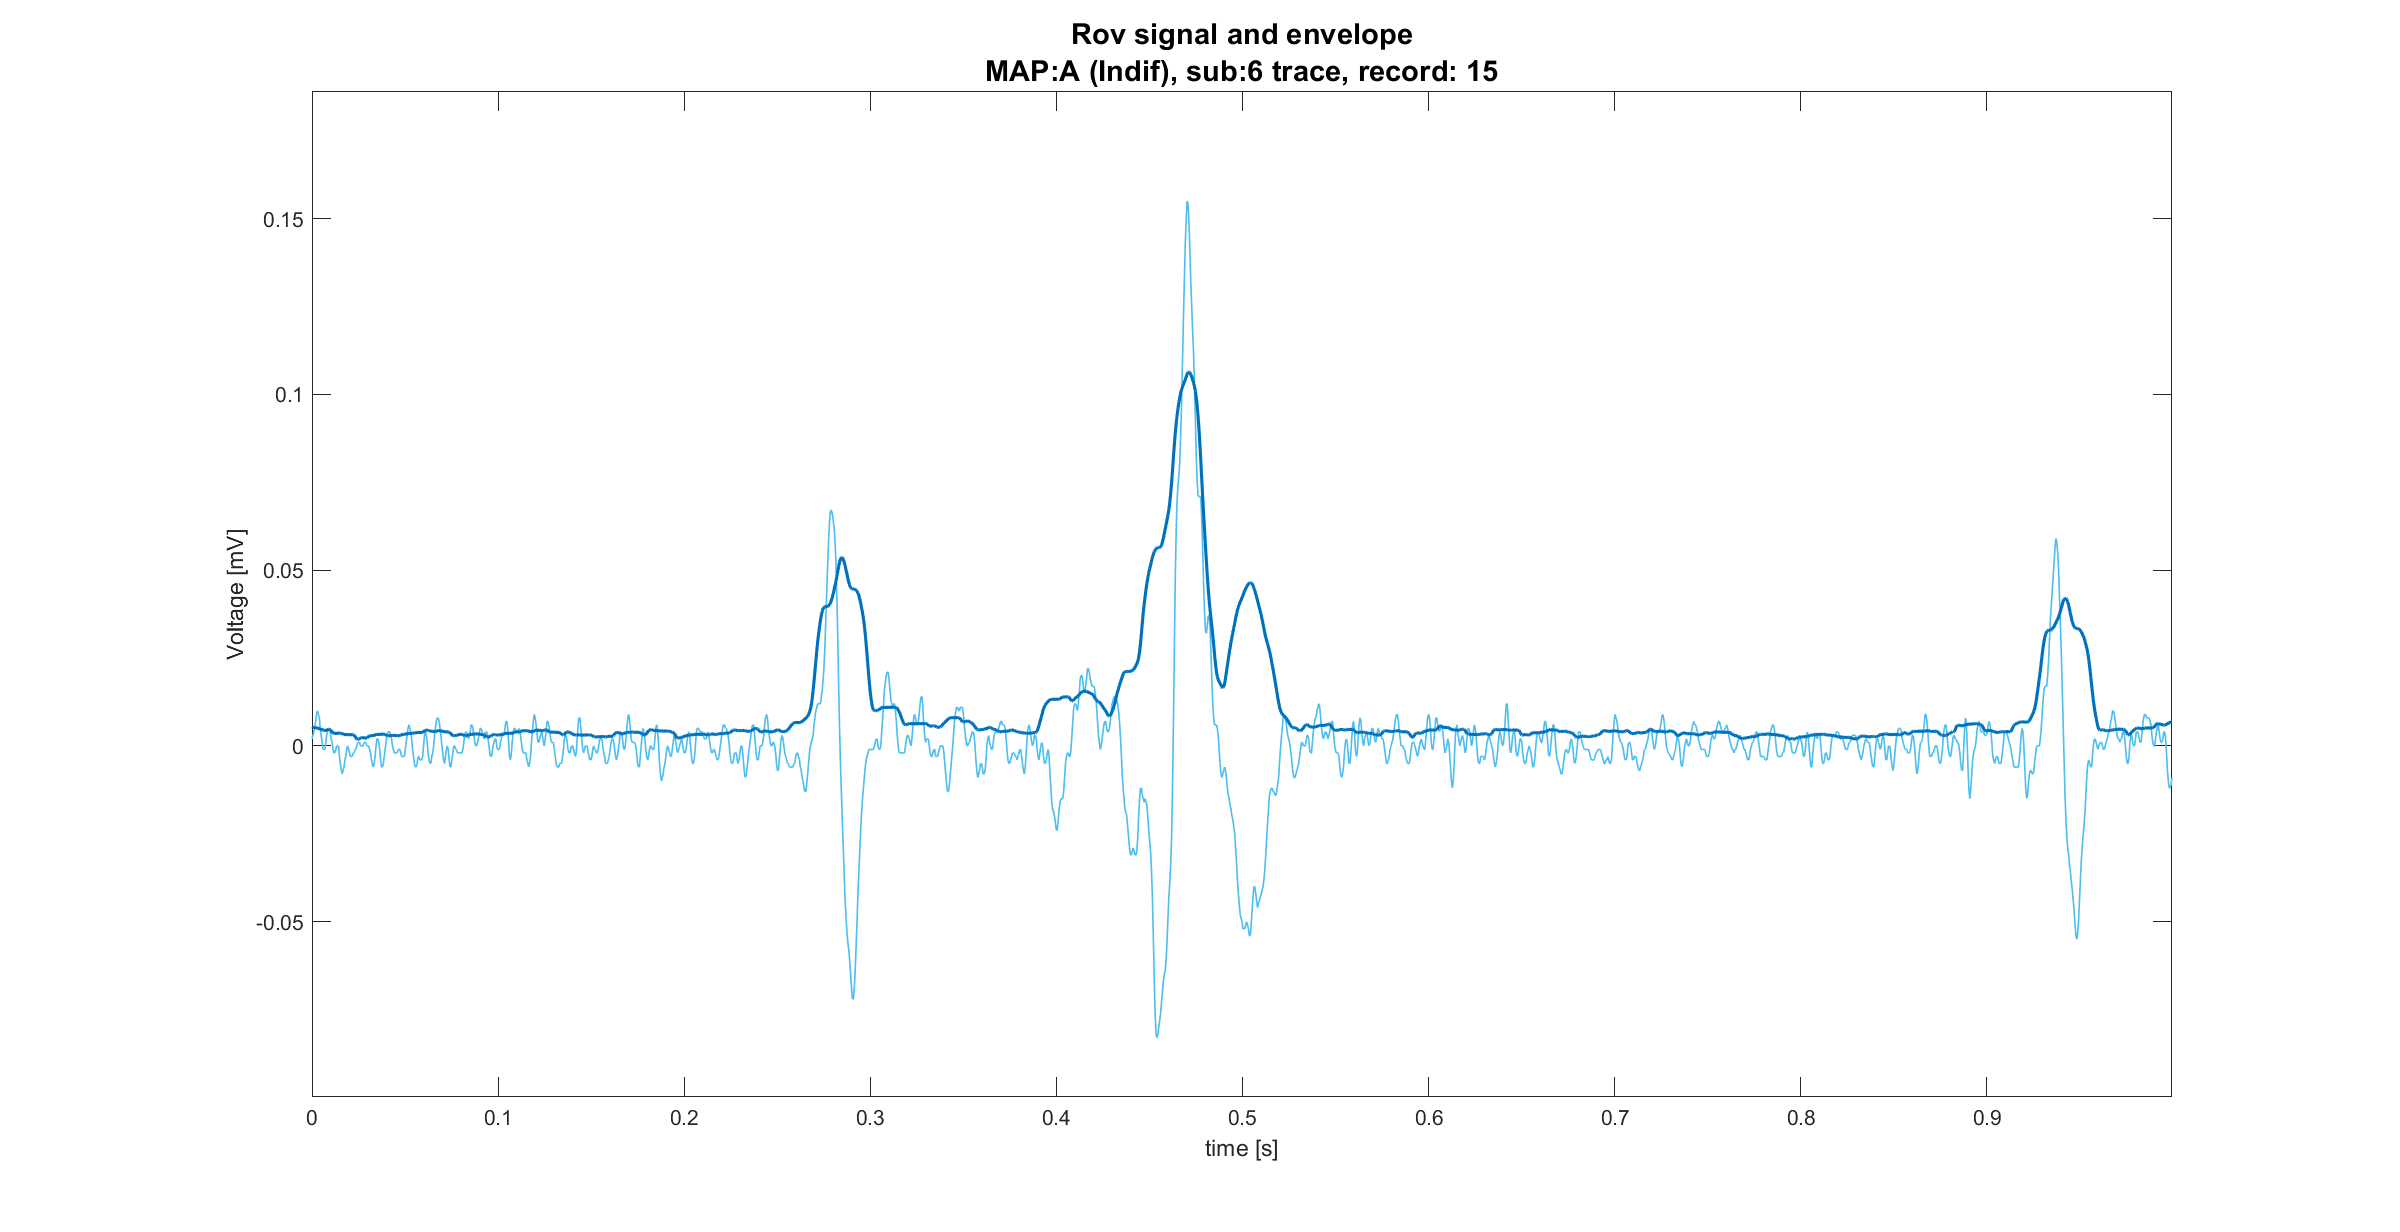 Rov signal and envelope
MAP:A (Indif), sub:6 trace, record: 15
0.15
0.1
0.05
0
-0.05
Voltage [mV]
0 0.1 0.2 0.3 0.4 0.5 0.6 0.7 0.8 0.9
time [s]